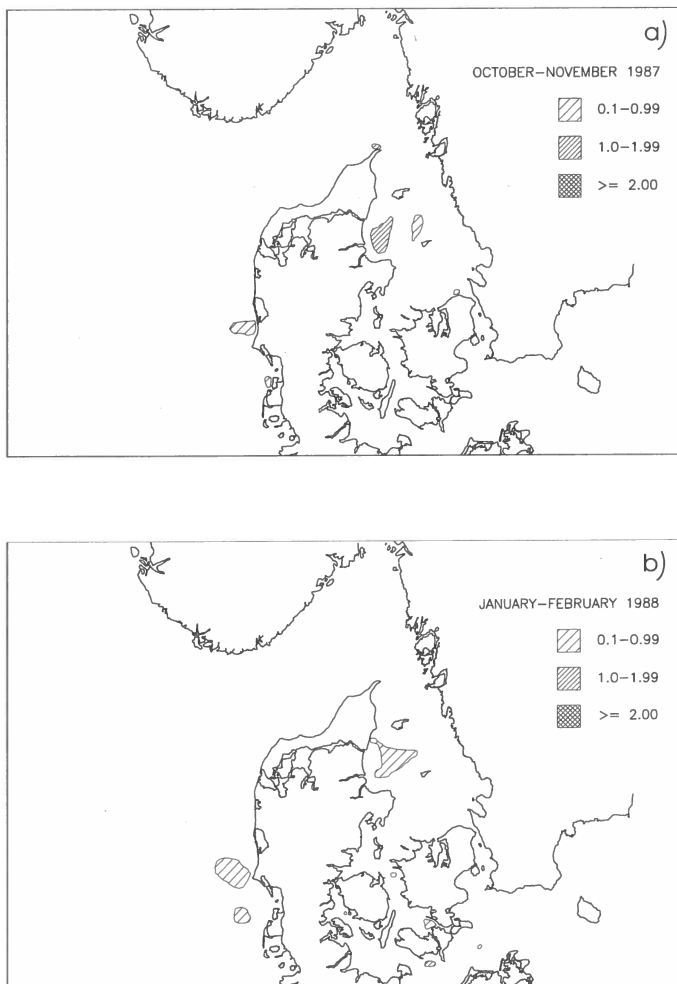 a)
OCTOBER–NOVEMBER 1987
0.1–0.99
1.0–1.99
>= 2.00
b)
JANUARY–FEBRUARY 1988
0.1–0.99
1.0–1.99
>= 2.00